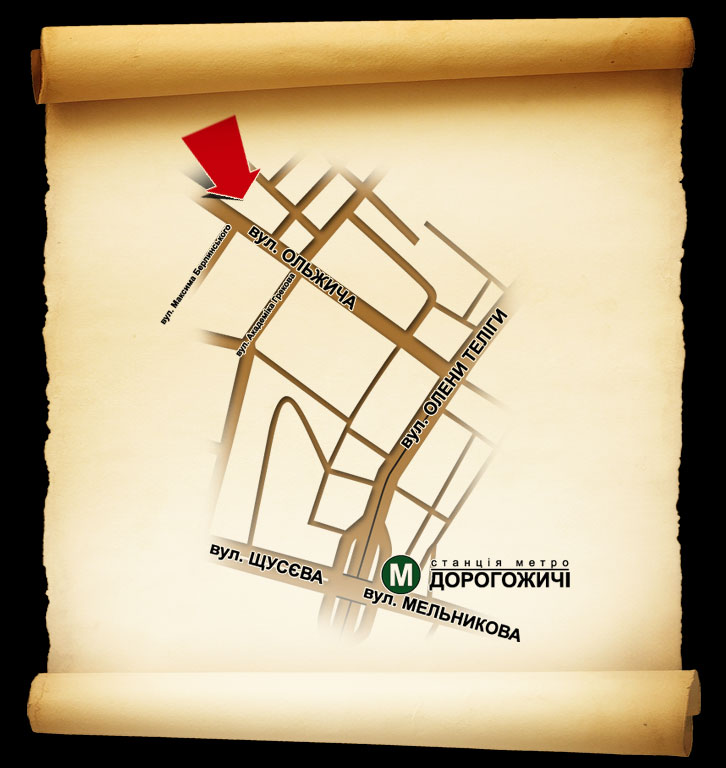 вул. Максима Берлинського
вул. ОЛЬЖИЧА
вул. Академіка Грекова
вул. ОЛЕНИ ТЕЛІГИ
вул. ЩУСЄВА
М
станція метро
ДОРОГОЖИЧІ
вул. МЕЛЬНИКОВА